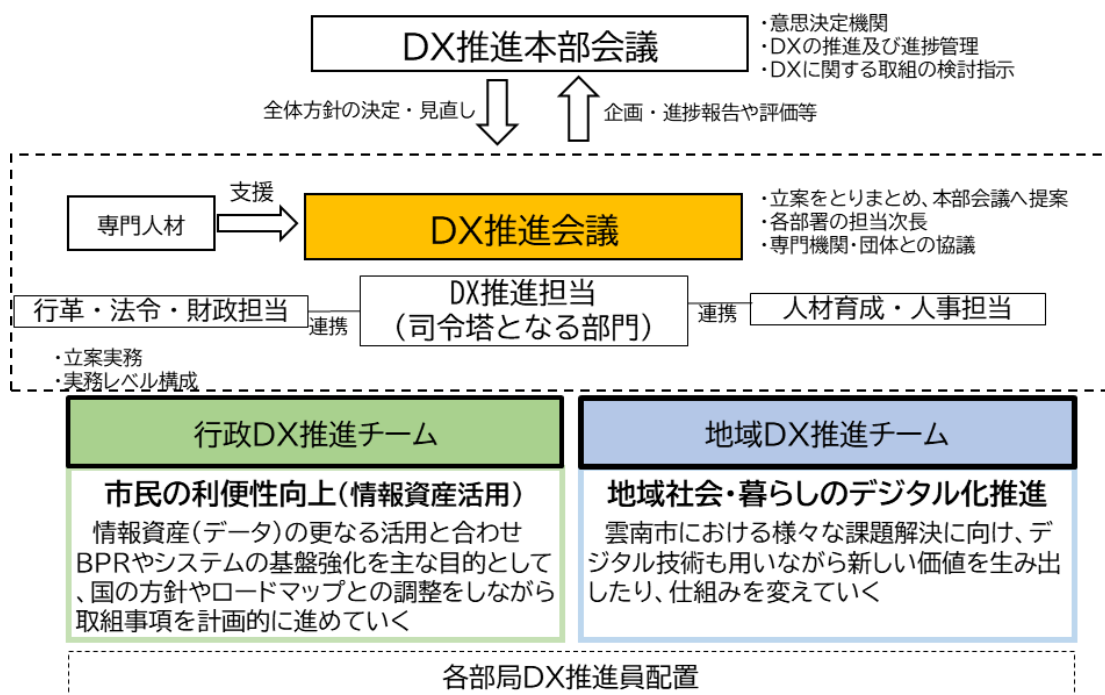 DX推進本部会議
・意思決定機関
・DXの推進及び進捗管理
・DXに関する取組の検討指示
全体方針の決定・見直し
企画・進捗報告や評価等
専門人材
支援
DX推進会議
・立案をとりまとめ、本部会議へ提案
・各部署の担当次長
・専門機関・団体との協議
行革・法令・財政担当
連携
DX推進担当
（司令塔となる部門）
連携
人材育成・人事担当
・立案実務
・実務レベル構成
行政DX推進チーム
市民の利便性向上（情報資産活用）
情報資産（データ）の更なる活用と合わせ
BPRやシステムの基盤強化を主な目的として
、国の方針やロードマップとの調整をしながら
取組事項を計画的に進めていく
地域DX推進チーム
地域社会・暮らしのデジタル化推進
雲南市における様々な課題解決に向け、デ
ジタル技術も用いながら新しい価値を生み出
したり、仕組みを変えていく
各部局DX推進員配置